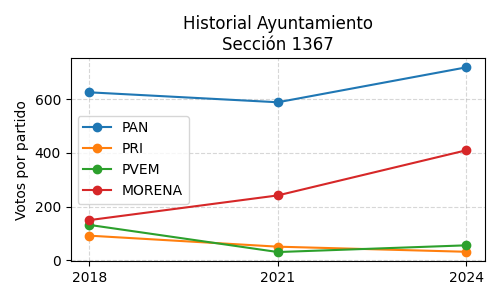 Historial Ayuntamiento
Sección 1367
Votos por partido
600
400
200
0
PAN
PRI
PVEM
MORENA
2018
2021
2024